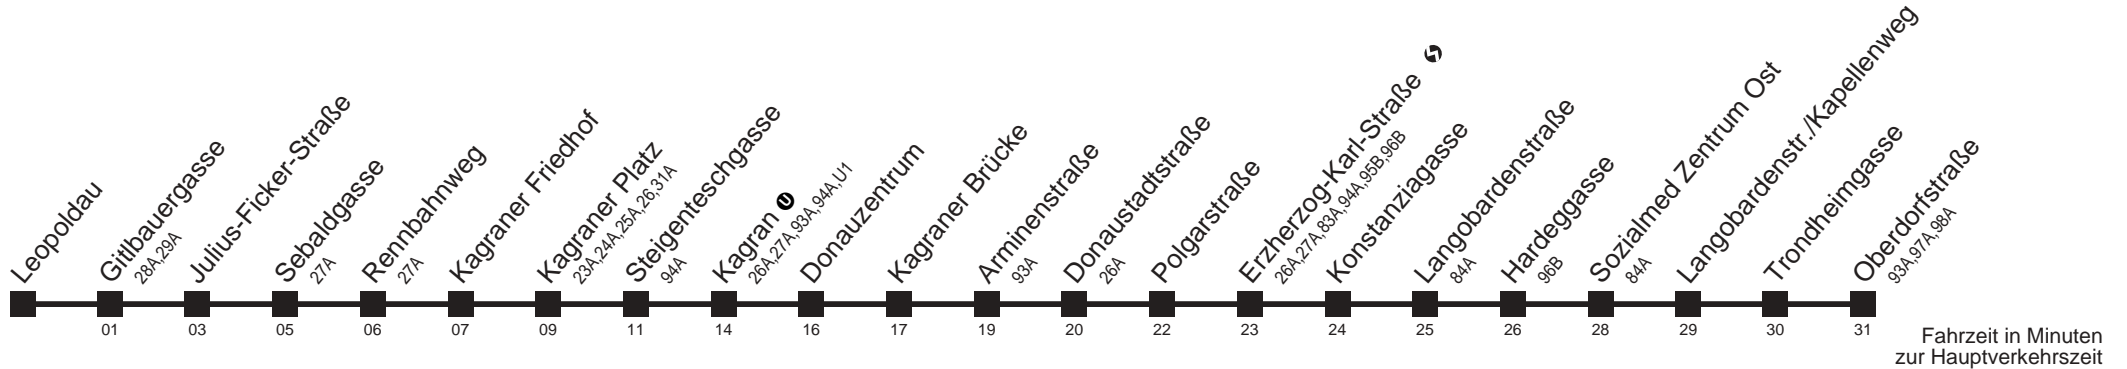 Leopoldau
Gitlbauergasse
28A,29A
01
Julius-Ficker-Straße
03
Sebaldgasse
27A
05
Rennbahnweg
27A
06
Kagraner Friedhof
07
Kagraner Platz
23A,24A,25A,26,31A
09
Steigenteschgasse
94A
11
Kagran U
26A,27A,93A,94A,U1
14
Donauzentrum
16
Kagraner Brücke
17
Arminenstraße
93A
19
Donaustadtstraße
26A
20
Polgarstraße
22
Erzherzog-Karl-Straße
26A,27A,83A,94A,95B,96B
23
Konstanziagasse
24
Langobardenstraße
84A
25
Hardeggasse
96B
26
Sozialmed Zentrum Ost
84A
28
Langobardenstr./Kapellenweg
29
Trondheimgasse
30
Oberdorfstraße
93A,97A,98A
31
Fahrzeit in Minuten
zur Hauptverkehrszeit